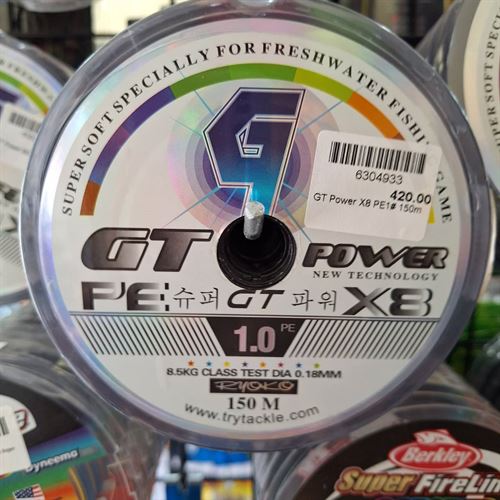 SUPER SOFT SPECIALLY FOR FRESHWATER FISHING GAME
G
6304933
420.00
GT Power X8 PE1# 150m
GT POWER
NEW TECHNOLOGY
PE 슈퍼 GT 파워 X8
1.0 PE
8.5KG CLASS TEST DIA 0.18MM
RYOKO
150 M
www.trytackle.com
Dyneema
Berkley
Super FireLin